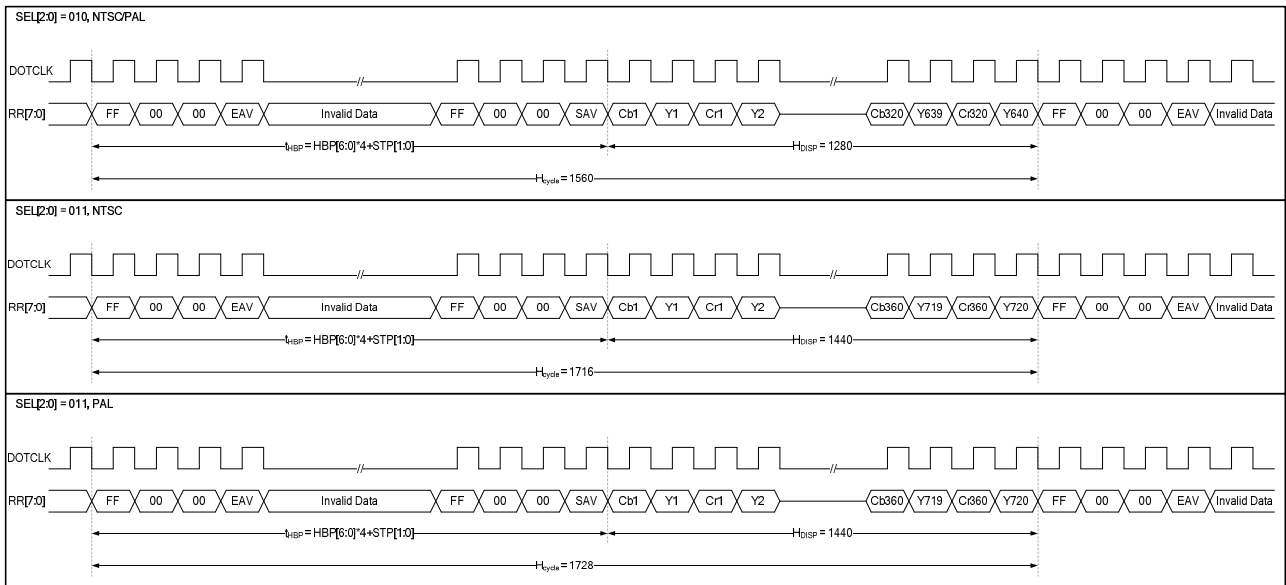 SEL[2:0] = 010, NTSC/PAL
DOTCLK
//
//
RR[7:0] FF 00 00 EAV Invalid Data FF 00 00 SAV Cb1 Y1 Cr1 Y2 Cb320 Y639 Cr320 Y640 FF 00 00 EAV Invalid Data
tHBP = HBP[6:0]*4+STP[1:0] HDISP = 1280
Hcycle = 1560
SEL[2:0] = 011, NTSC
DOTCLK
//
//
RR[7:0] FF 00 00 EAV Invalid Data FF 00 00 SAV Cb1 Y1 Cr1 Y2 Cb360 Y719 Cr360 Y720 FF 00 00 EAV Invalid Data
tHBP = HBP[6:0]*4+STP[1:0] HDISP = 1440
Hcycle = 1716
SEL[2:0] = 011, PAL
DOTCLK
//
//
RR[7:0] FF 00 00 EAV Invalid Data FF 00 00 SAV Cb1 Y1 Cr1 Y2 Cb360 Y719 Cr360 Y720 FF 00 00 EAV Invalid Data
tHBP = HBP[6:0]*4+STP[1:0] HDISP = 1440
Hcycle = 1728